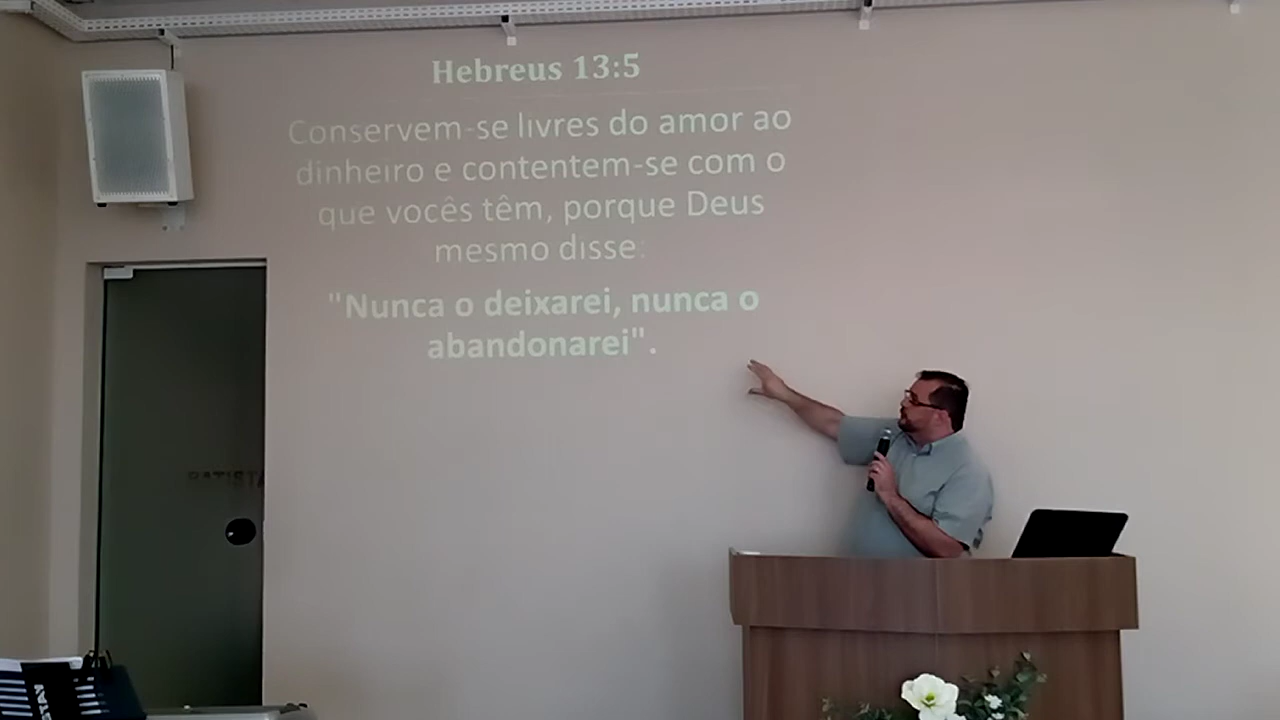 Hebreus 13:5
Conservem-se livres do amor ao
dinheiro e contentem-se com o
que vocês têm, porque Deus
mesmo disse:
"Nunca o deixarei, nunca o
abandonarei".
BATISTA